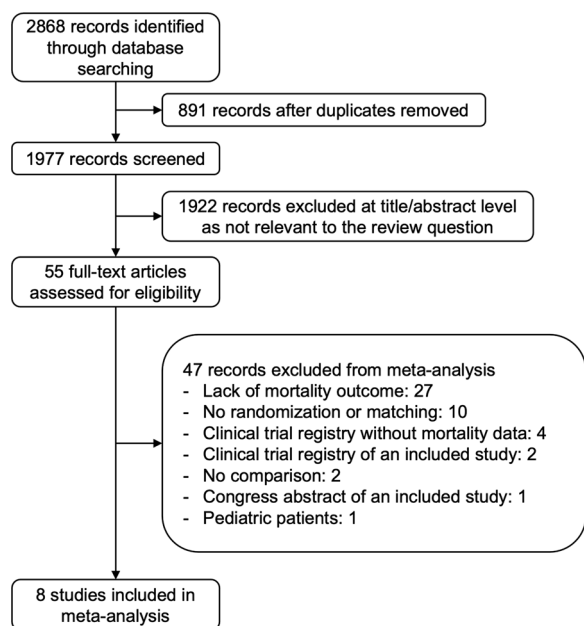 2868 records identified
through database
searching
891 records after duplicates removed
1977 records screened
1922 records excluded at title/abstract level
as not relevant to the review question
55 full-text articles
assessed for eligibility
47 records excluded from meta-analysis
- Lack of mortality outcome: 27
- No randomization or matching: 10
- Clinical trial registry without mortality data: 4
- Clinical trial registry of an included study: 2
- No comparison: 2
- Congress abstract of an included study: 1
- Pediatric patients: 1
8 studies included in
meta-analysis